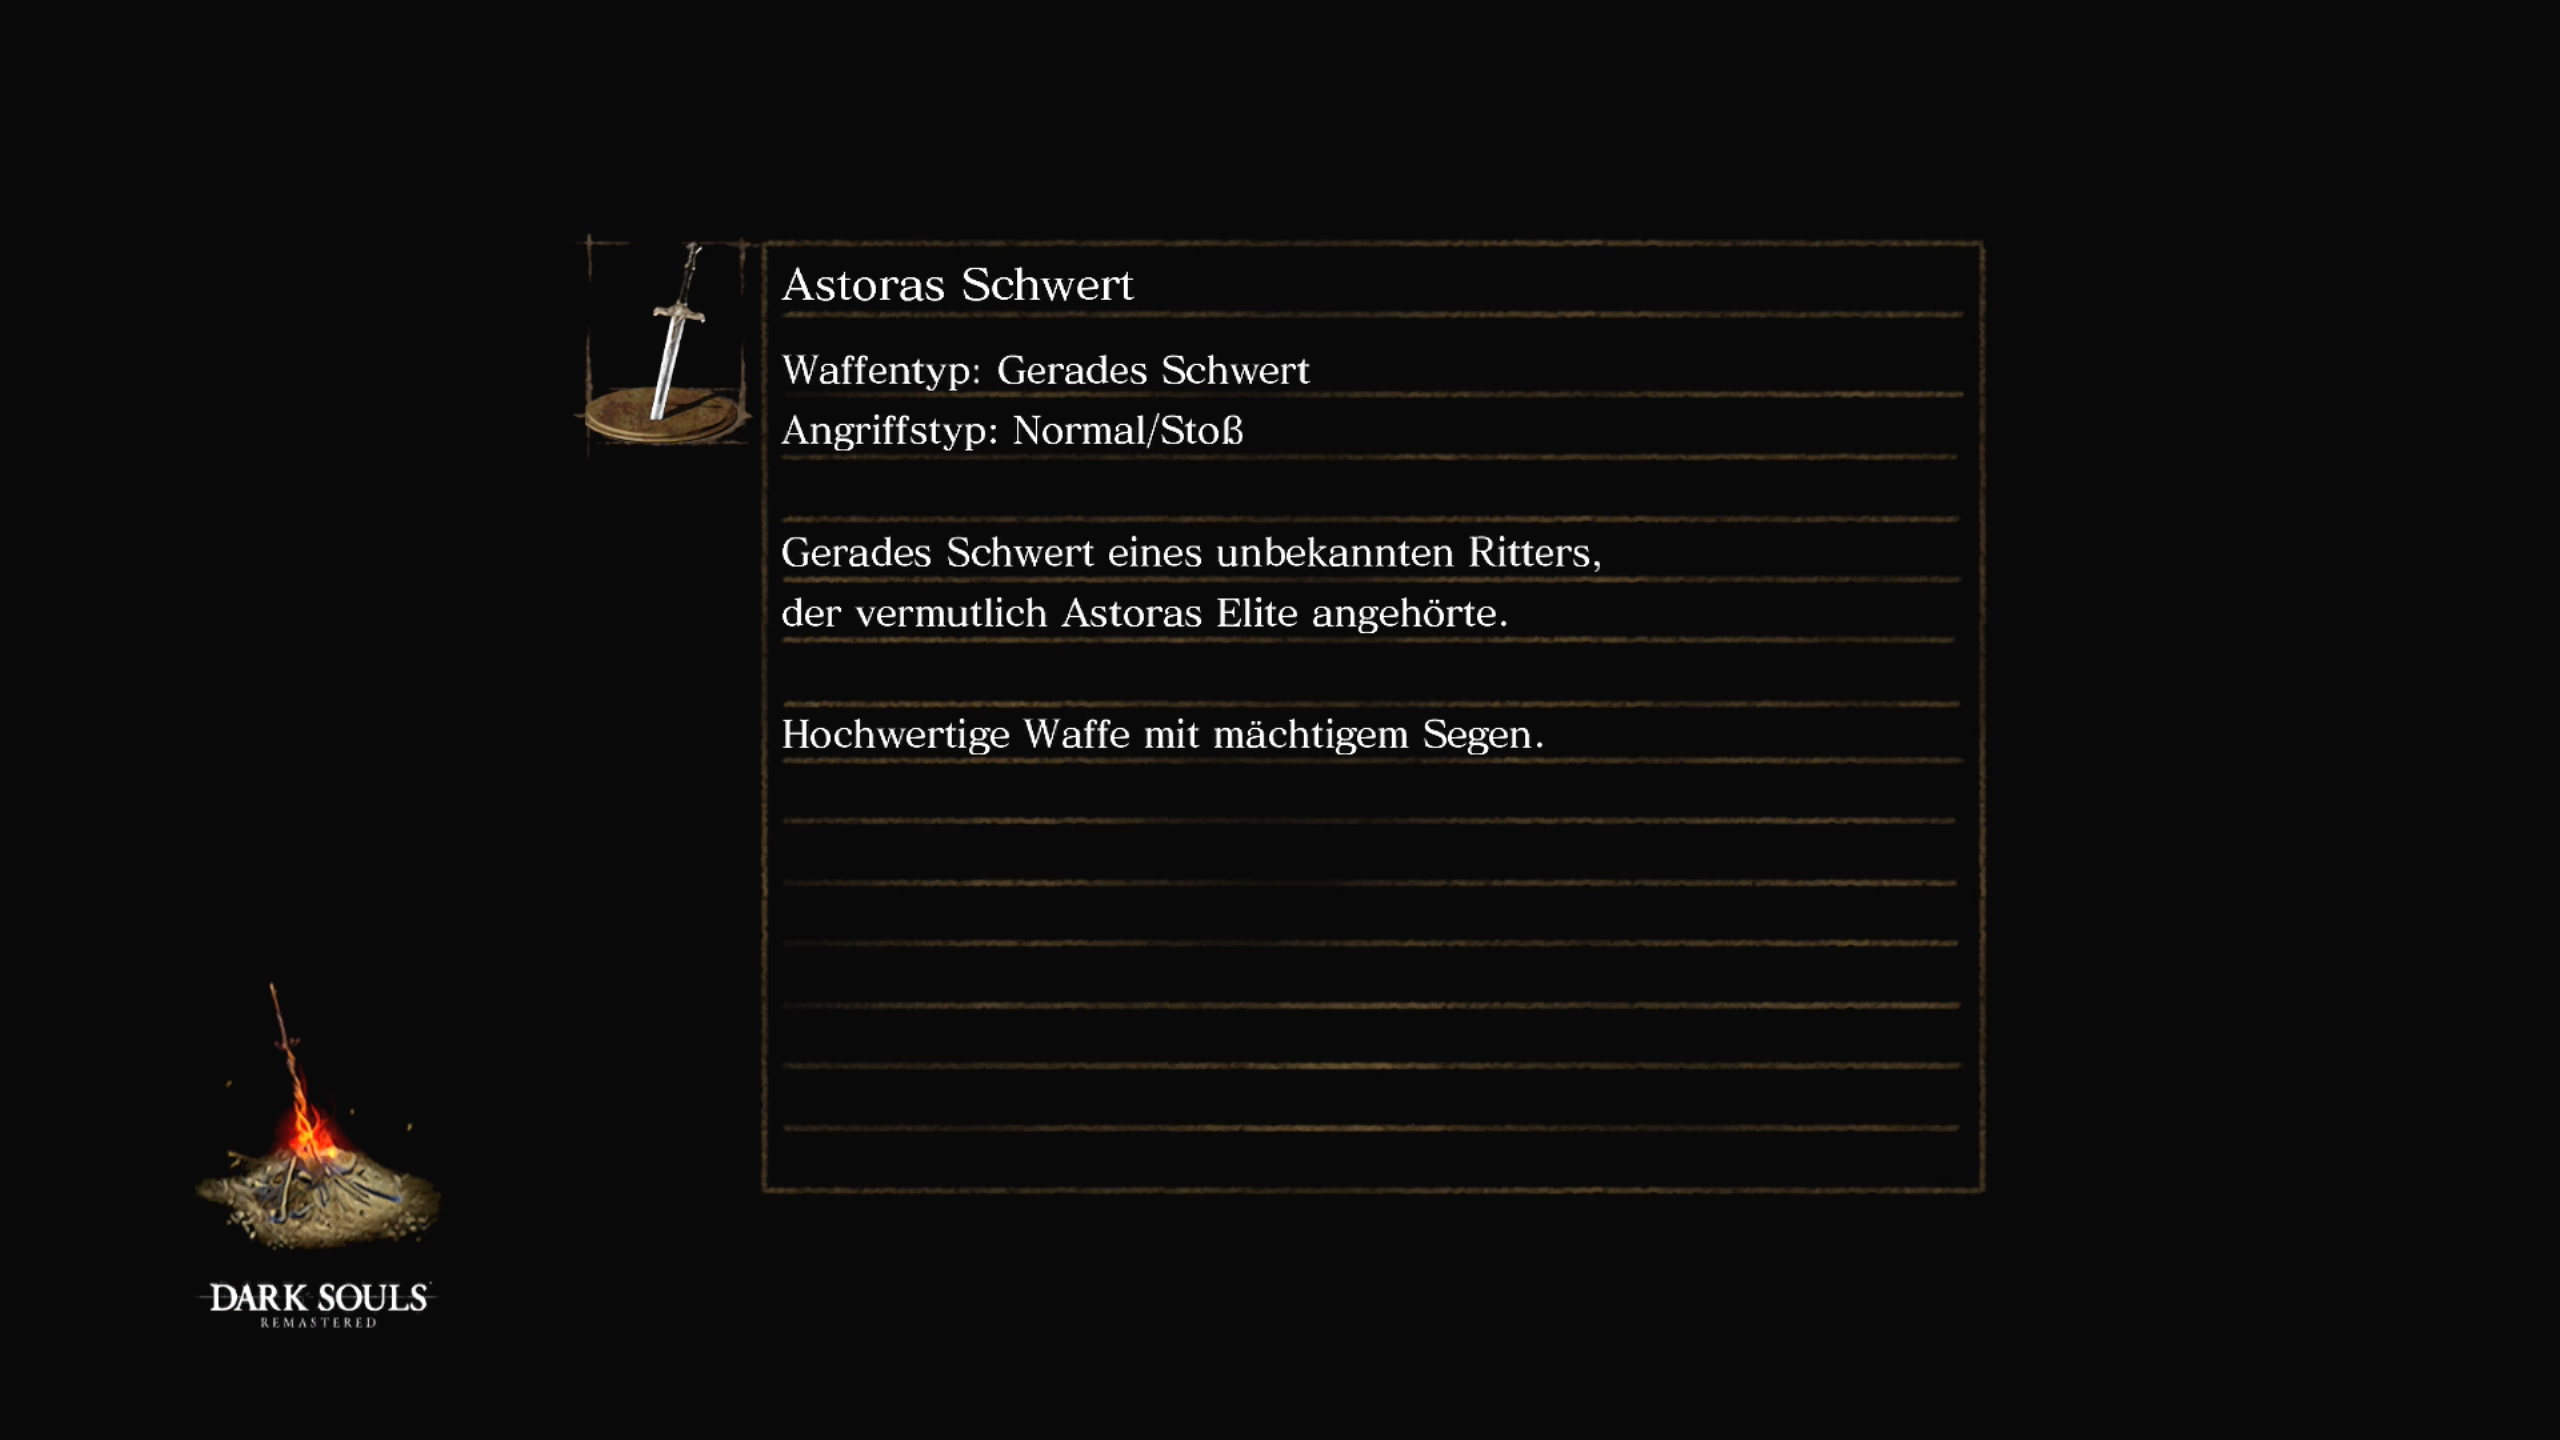 Astoras Schwert
Waffentyp: Gerades Schwert
Angriffstyp: Normal/Stoß
Gerades Schwert eines unbekannten Ritters,
der vermutlich Astoras Elite angehörte.
Hochwertige Waffe mit mächtigem Segen.
DARK SOULS
REMASTERED